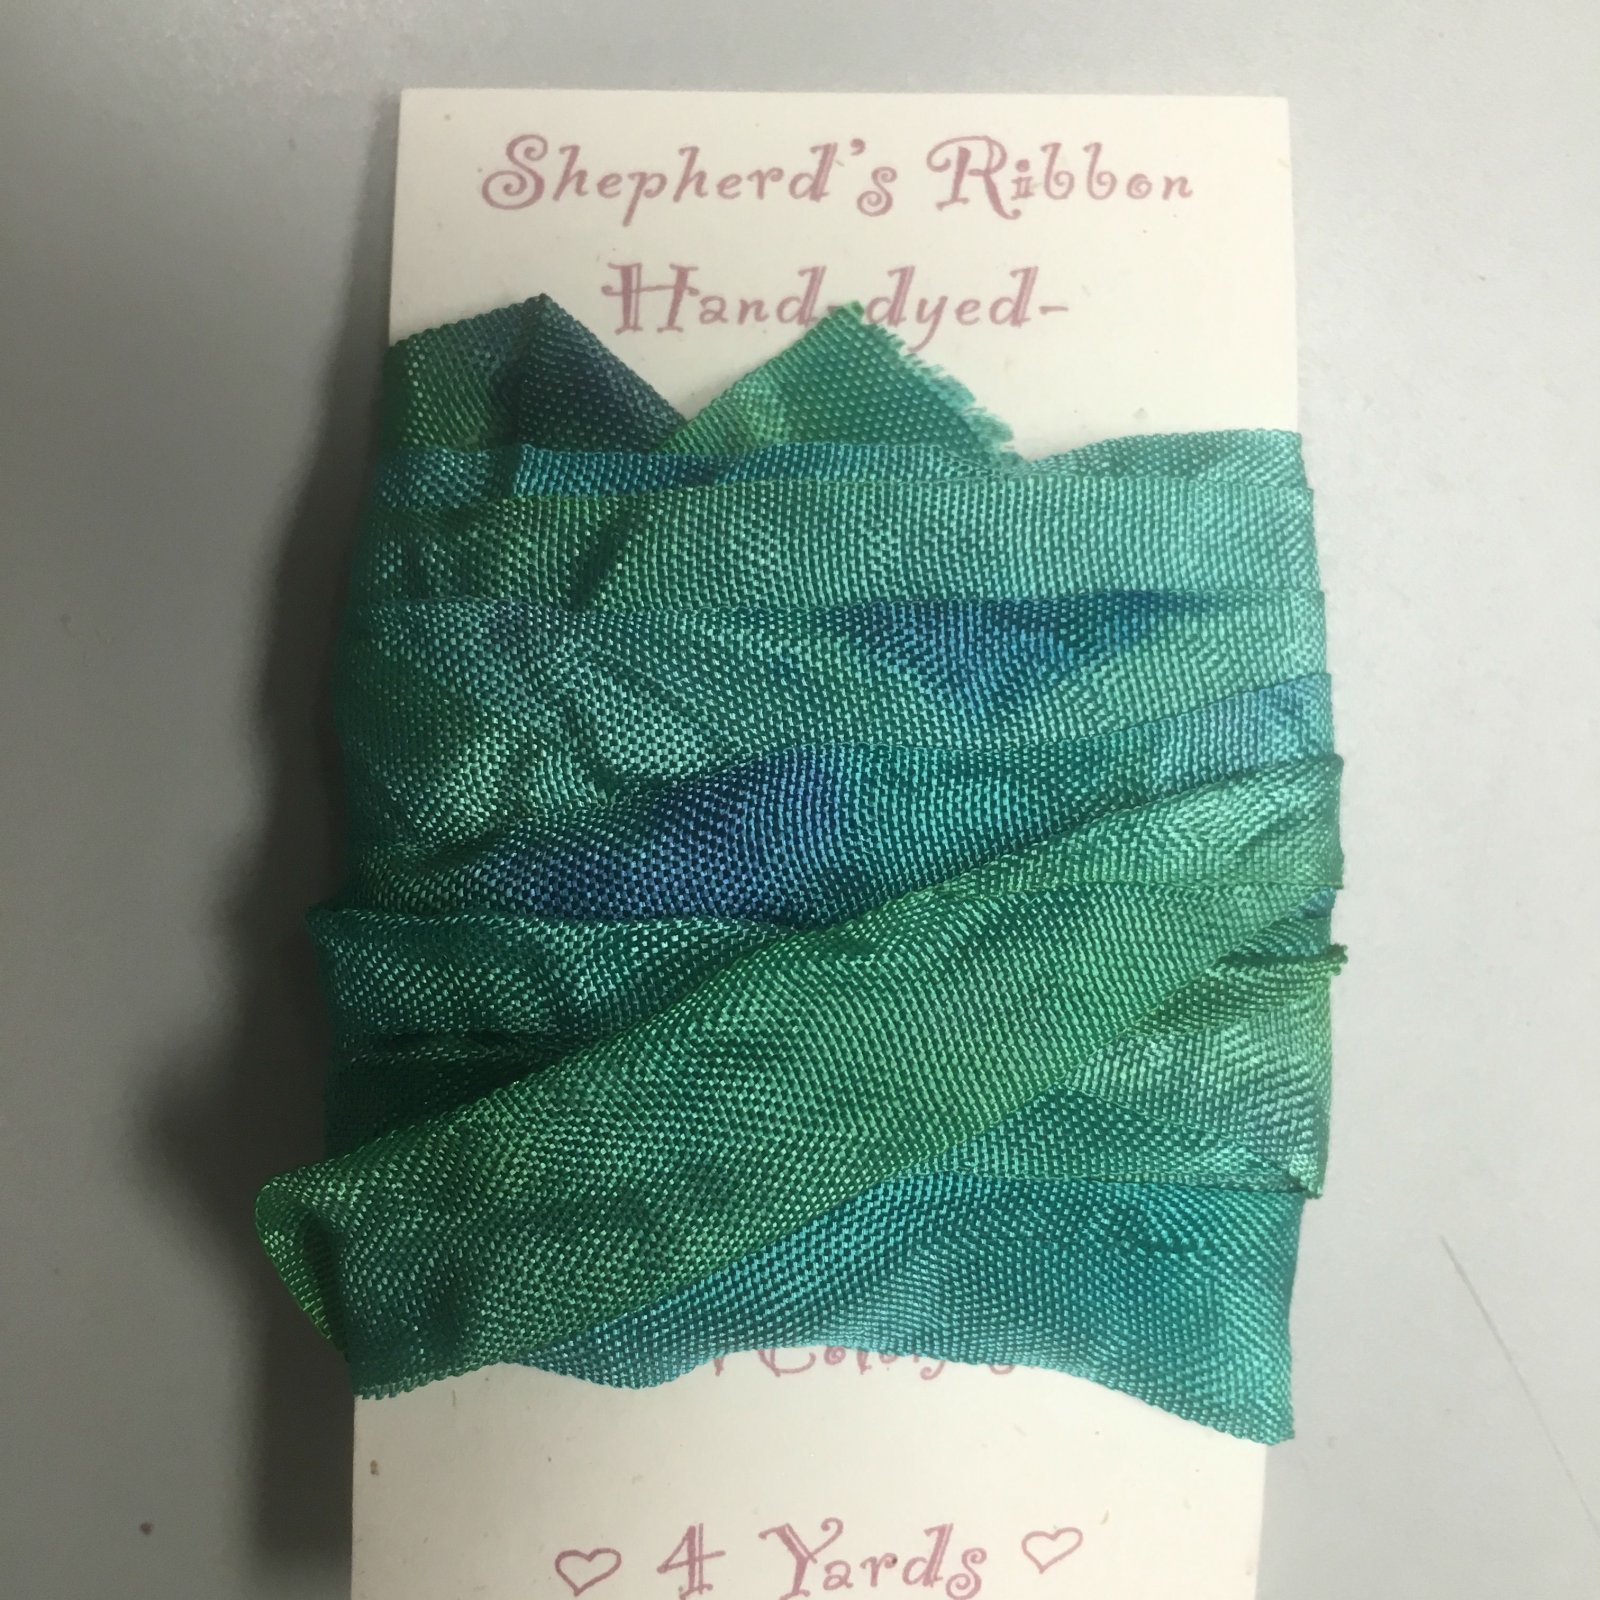 Shepherd's Ribbon
Hand-dyed-
♡ 4 Yards ♡